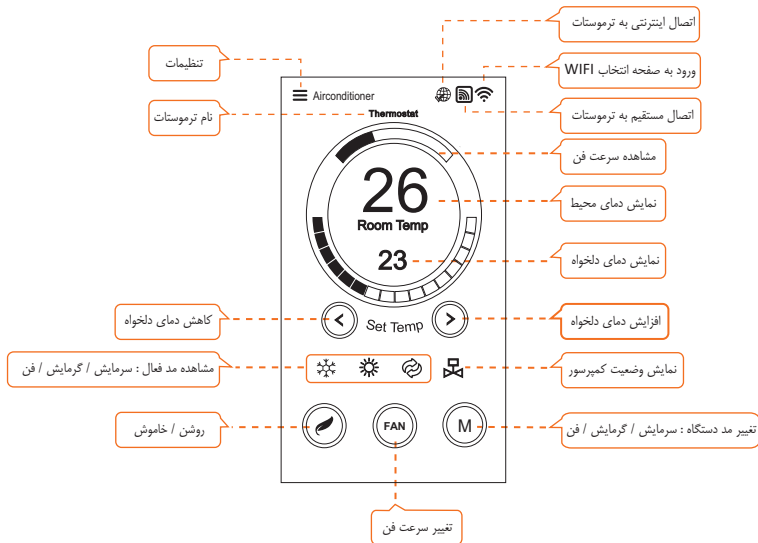 اتصال اینترنتی به ترموستات
تنظیمات
ورود به صفحه انتخاب WIFI
Airconditioner
نام ترموستات
Thermostat
اتصال مستقیم به ترموستات
مشاهده سرعت فن
26
Room Temp
نمایش دمای محیط
23
نمایش دمای دلخواه
کاهش دمای دلخواه
Set Temp
افزایش دمای دلخواه
مشاهده مد فعال : سرمایش / گرمایش / فن
نمایش وضعیت کمپرسور
روشن / خاموش
FAN
M
تغییر مد دستگاه : سرمایش / گرمایش / فن
تغییر سرعت فن